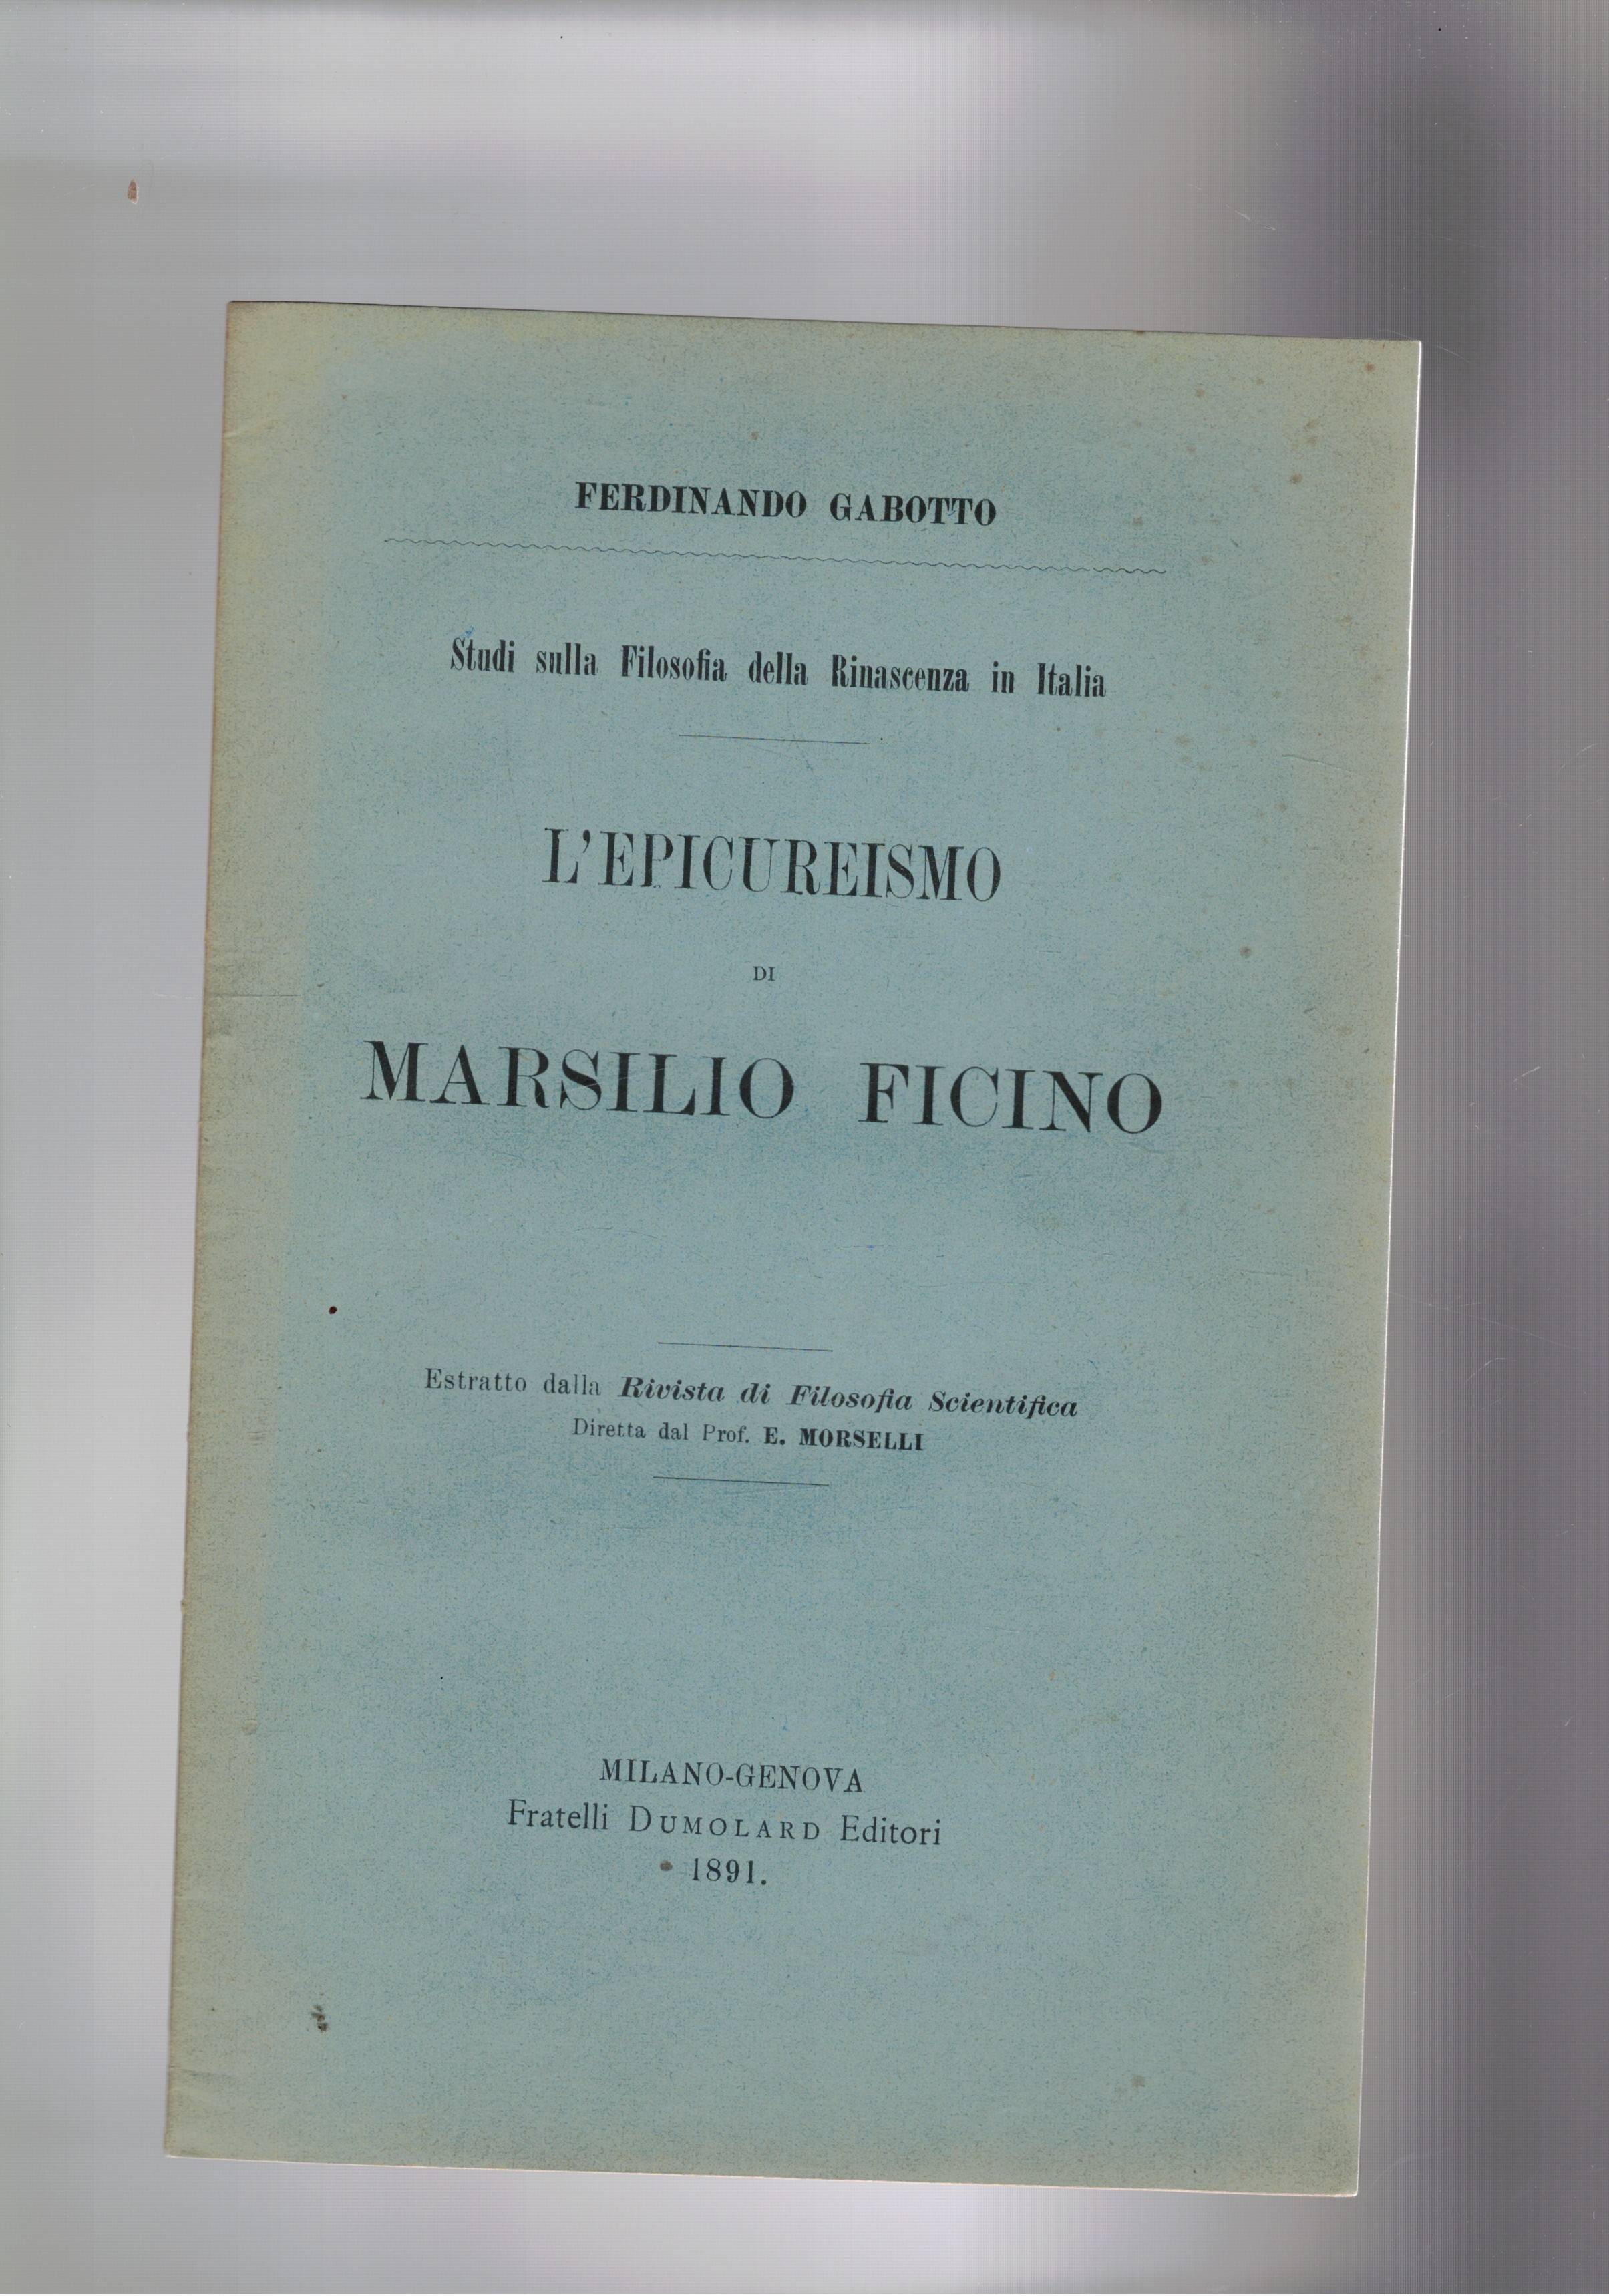 FERDINANDO GABOTTO
Studi sulla Filosofia della Rinascenza in Italia
L'EPICUREISMO
DI
MARSILIO FICINO
Estratto dalla Rivista di Filosofia Scientifica
Diretta dal Prof. E. MORSELLI
MILANO-GENOVA
Fratelli DUMOLARD Editori
1891.